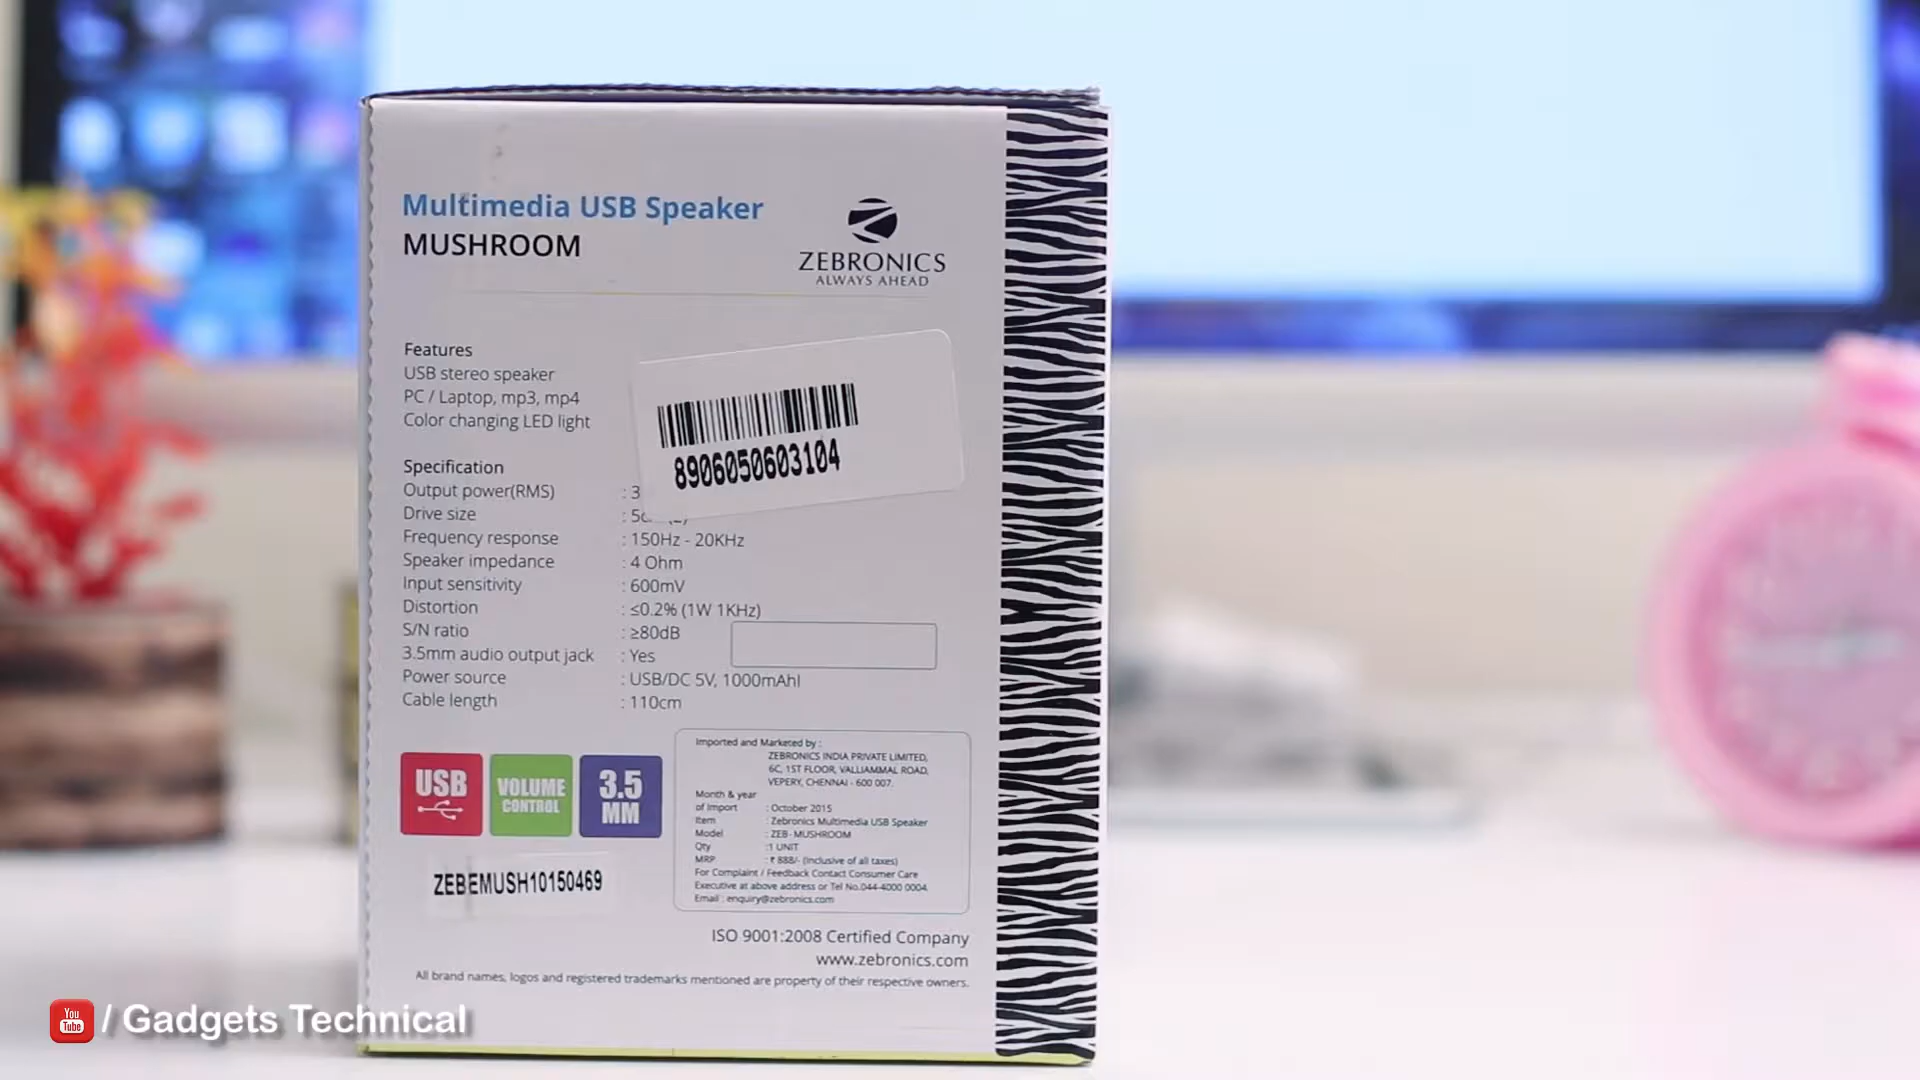 Multimedia USB Speaker
MUSHROOM
ZEBRONICS
ALWAYS AHEAD
Features
USB stereo speaker
PC / Laptop, mp3, mp4
Color changing LED light
8906050603104
Specification
Output power(RMS) : 3
Drive size
Frequency response : 150Hz - 20KHz
Speaker impedance : 4 Ohm
Input sensitivity : 600mV
Distortion : ≤0.2% (1W 1KHz)
S/N ratio : ≥80dB
3.5mm audio output jack : Yes
Power source : USB/DC 5V, 1000mAhI
Cable length : 110cm
USB
VOLUME
CONTROL
3.5
MM
ZEBEMUSH10150469
Imported and Marketed by :
ZEBRONICS INDIA PRIVATE LIMITED,
6C, 1ST FLOOR, VALLIAMMAL ROAD,
VEPERY, CHENNAI - 600 007.
Month & year
of Import : October 2015
Item : Zebronics Multimedia USB Speaker
Model : ZEB- MUSHROOM
Qty :1 UNIT
MRP : ₹ 888/- (Inclusive of all taxes)
For Complaint / Feedback Contact Consumer Care
Executive at above address or Tel No.044-4000 0004.
Email : enquiry@zebronics.com
ISO 9001:2008 Certified Company
www.zebronics.com
All brand names, logos and registered trademarks mentioned are property of their respective owners.
You
Tube
/ Gadgets Technical